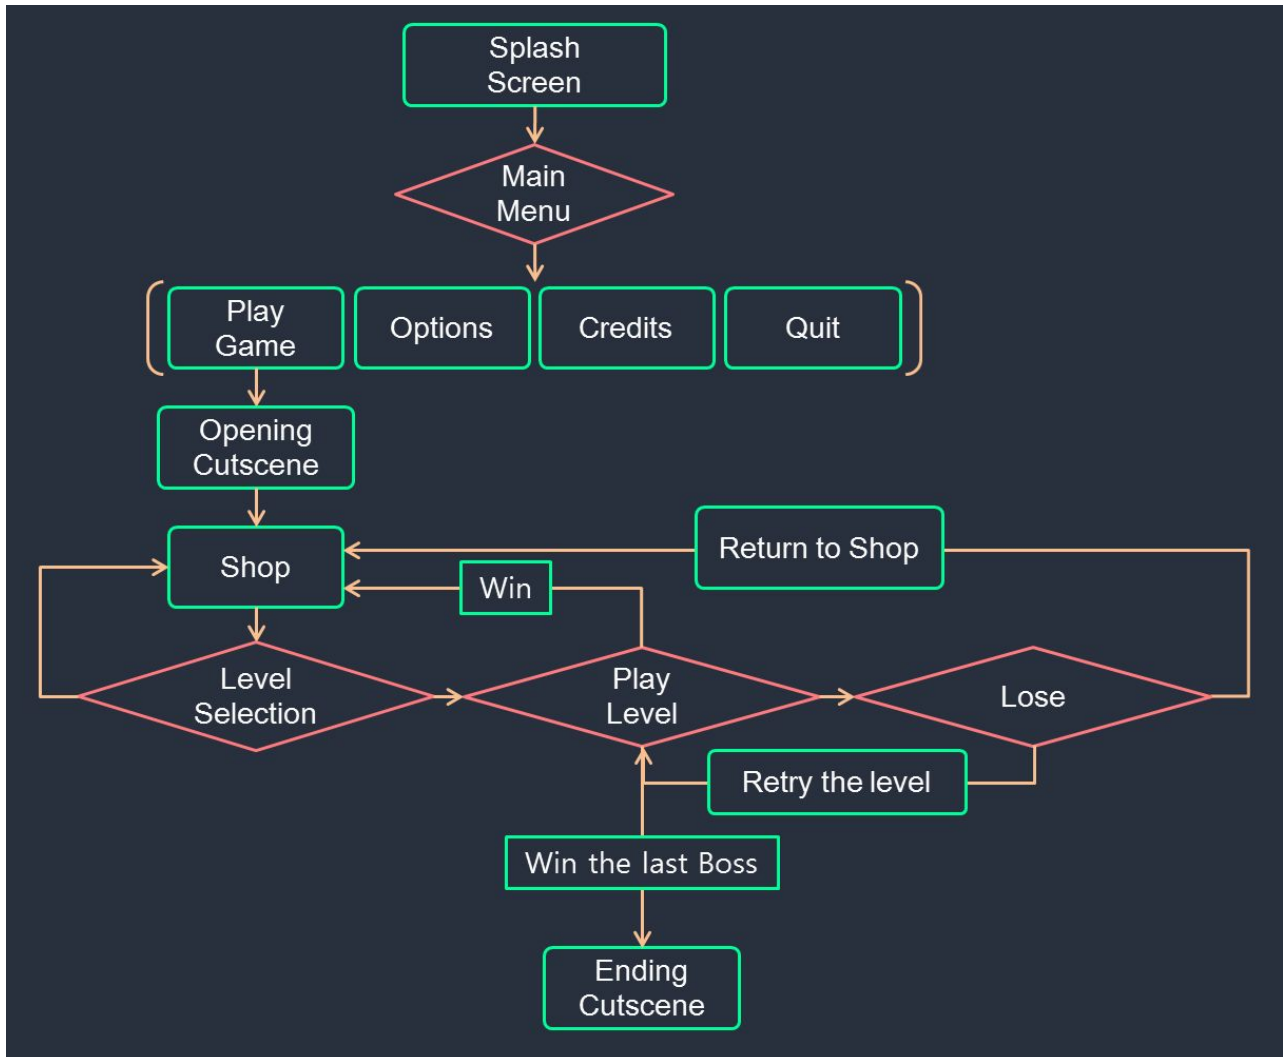 Splash
Screen
Main
Menu
Play
Game
Options
Credits
Quit
Opening
Cutscene
Shop
Return to Shop
Win
Level
Selection
Play
Level
Lose
Retry the level
Win the last Boss
Ending
Cutscene